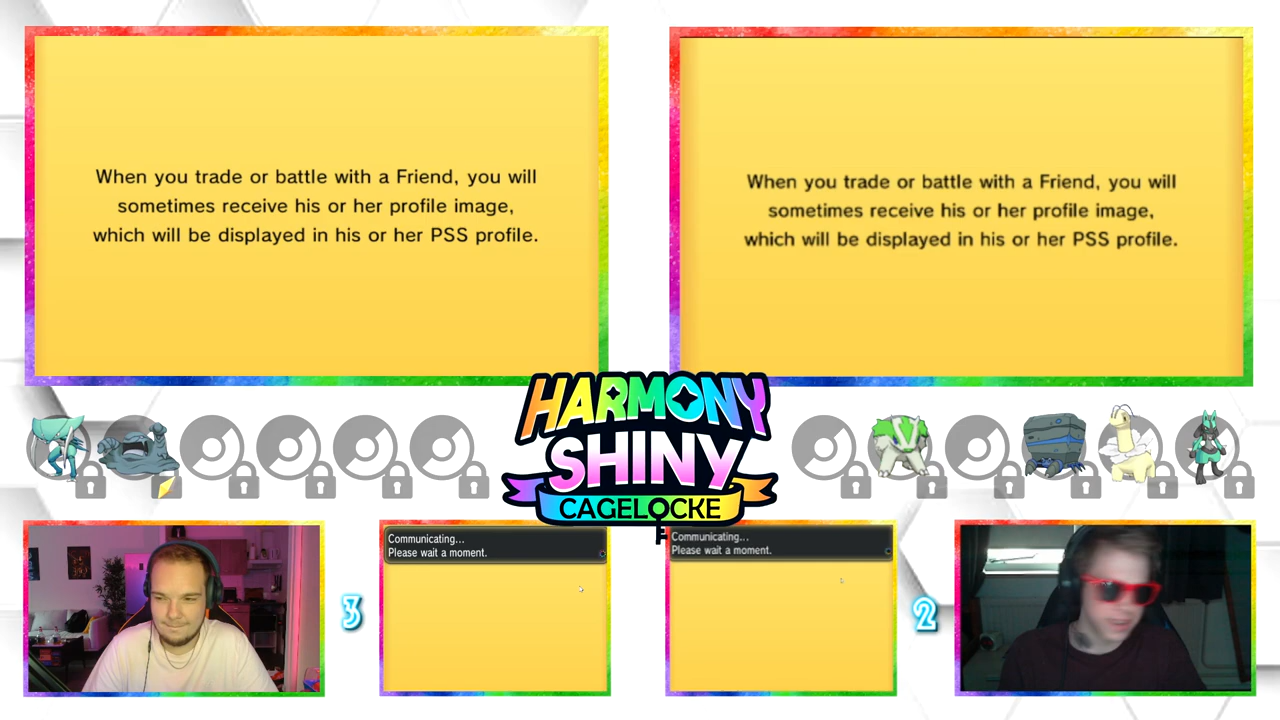 When you trade or battle with a Friend, you will
sometimes receive his or her profile image,
which will be displayed in his or her PSS profile.
When you trade or battle with a Friend, you will
sometimes receive his or her profile image,
which will be displayed in his or her PSS profile.
HARMONY
SHINY
CAGELOCKE
Communicating...
Please wait a moment.
Communicating...
Please wait a moment.
3
2